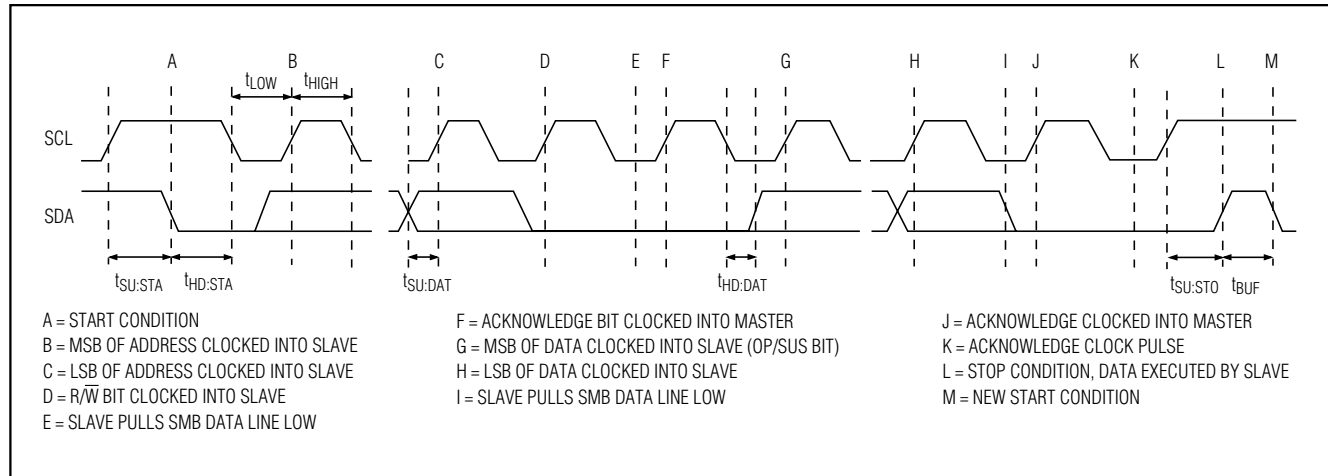 A B C D E F G H I J K L M
tLOW tHIGH
SCL
SDA
tSU:STA tHD:STA tSU:DAT tHD:DAT tSU:STO tBUF
A = START CONDITION
B = MSB OF ADDRESS CLOCKED INTO SLAVE
C = LSB OF ADDRESS CLOCKED INTO SLAVE
D = R/W̅ BIT CLOCKED INTO SLAVE
E = SLAVE PULLS SMB DATA LINE LOW
F = ACKNOWLEDGE BIT CLOCKED INTO MASTER
G = MSB OF DATA CLOCKED INTO SLAVE (OP/SUS BIT)
H = LSB OF DATA CLOCKED INTO SLAVE
I = SLAVE PULLS SMB DATA LINE LOW
J = ACKNOWLEDGE CLOCKED INTO MASTER
K = ACKNOWLEDGE CLOCK PULSE
L = STOP CONDITION, DATA EXECUTED BY SLAVE
M = NEW START CONDITION